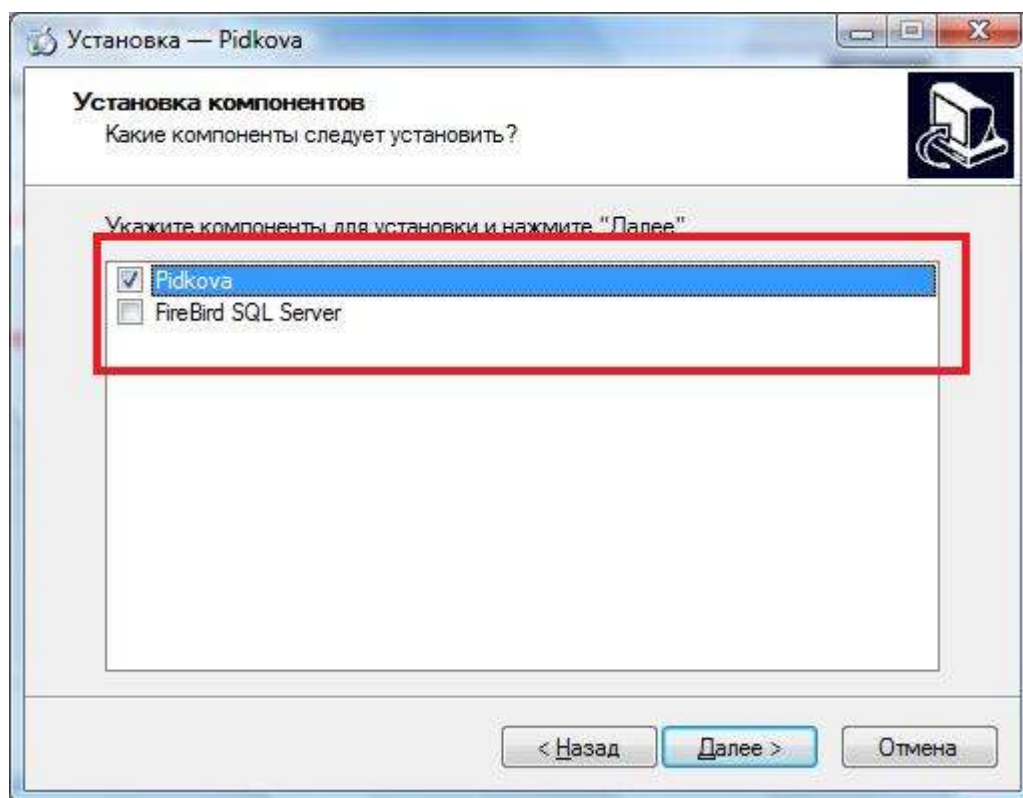 Установка — Pidkova
Установка компонентов
Какие компоненты следует установить?
Укажите компоненты для установки и нажмите "Далее"
Pidkova
FireBird SQL Server
< Назад Далее > Отмена